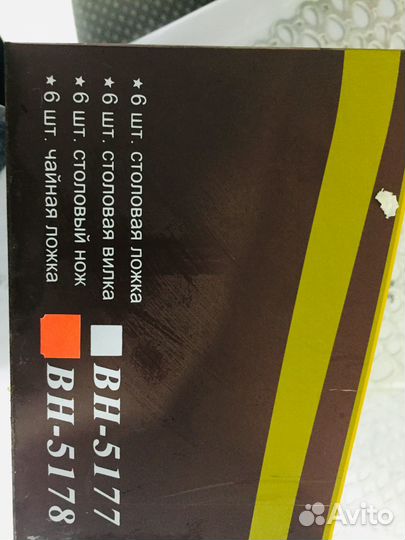 ★ 6 шт. столовая ложка
★ 6 шт. столовая вилка
★ 6 шт. столовый нож
★ 6 шт. чайная ложка
BH-5177
BH-5178
Avito